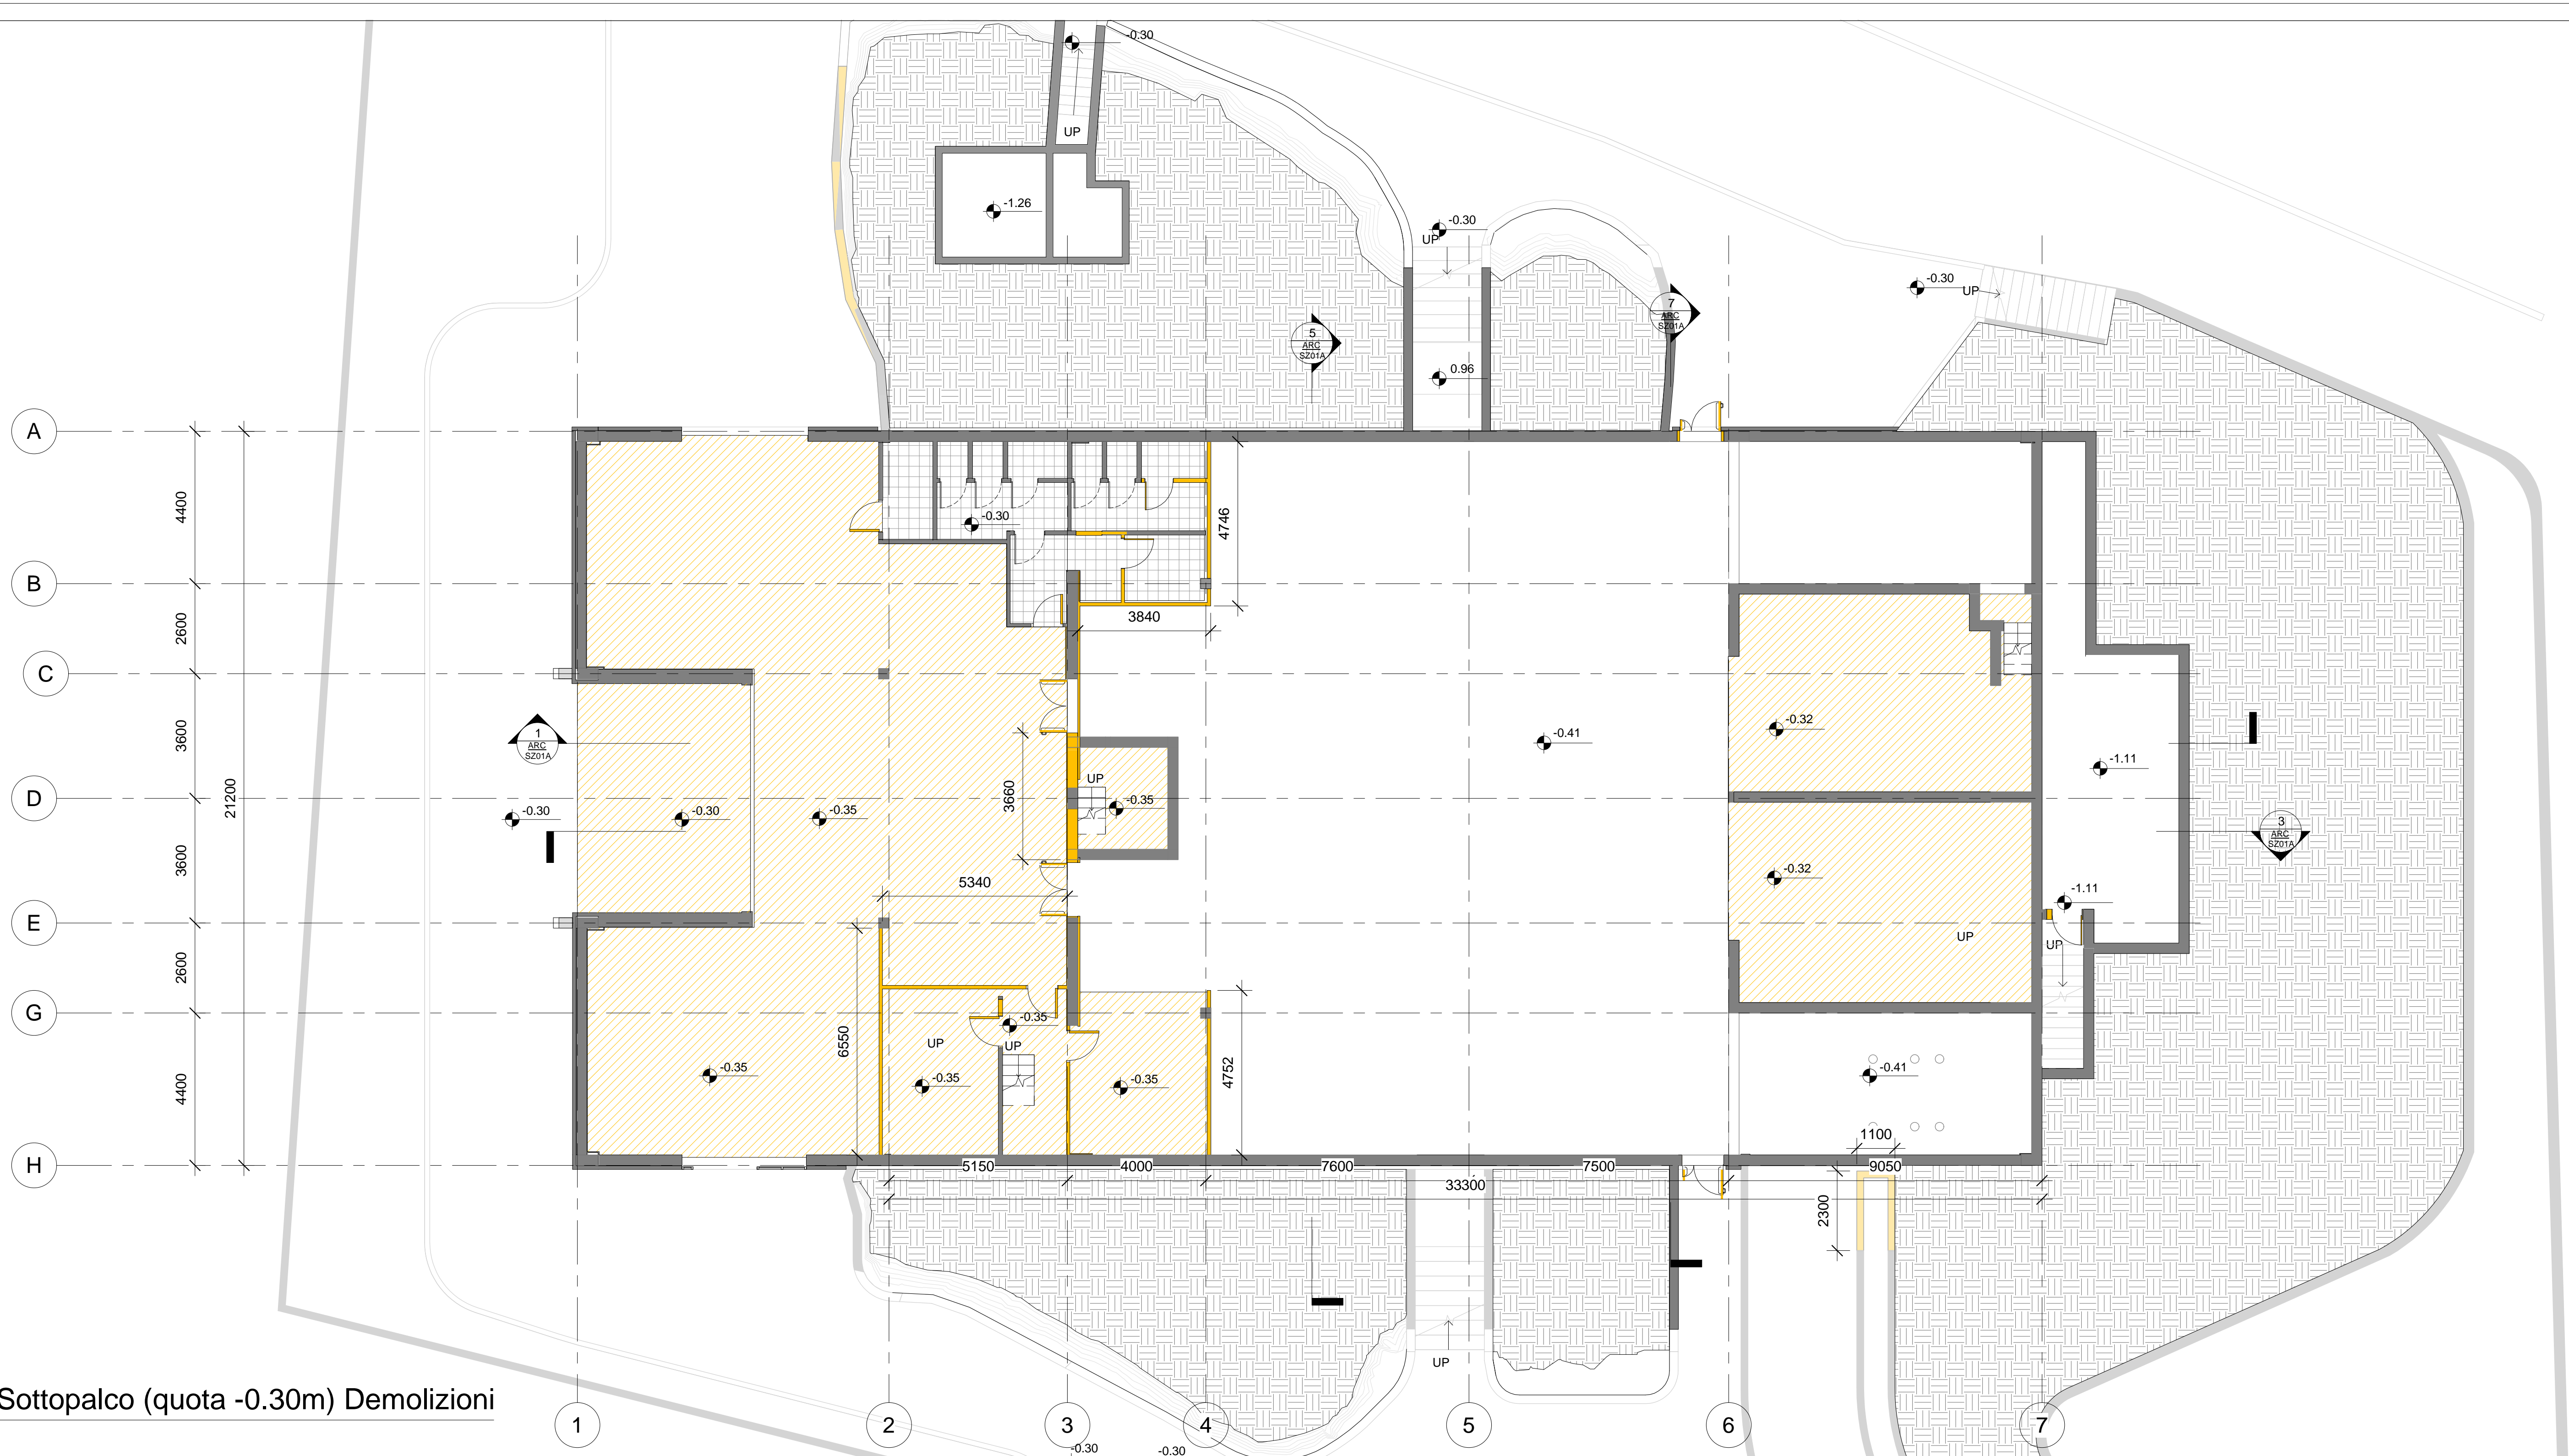 -0.30
UP
-1.26
-0.30
UP
7
ARC
SZ01A
-0.30
UP
5
ARC
SZ01A
0.96
A
4400
4746
-0.30
B
2600
3840
C
3600
1
ARC
SZ01A
-0.32
-0.41
-1.11
UP
D
21200
3660
-0.35
-0.30
-0.30
-0.35
3
ARC
SZ01A
3600
5340
-0.32
-1.11
E
UP
UP
2600
G
-0.35
6550
UP
UP
4752
-0.35
-0.35
-0.35
-0.41
4400
1100
H
5150
4000
7600
7500
9050
33300
2300
UP
Sottopalco (quota -0.30m) Demolizioni
1
2
3
4
5
6
7
-0.30
-0.30